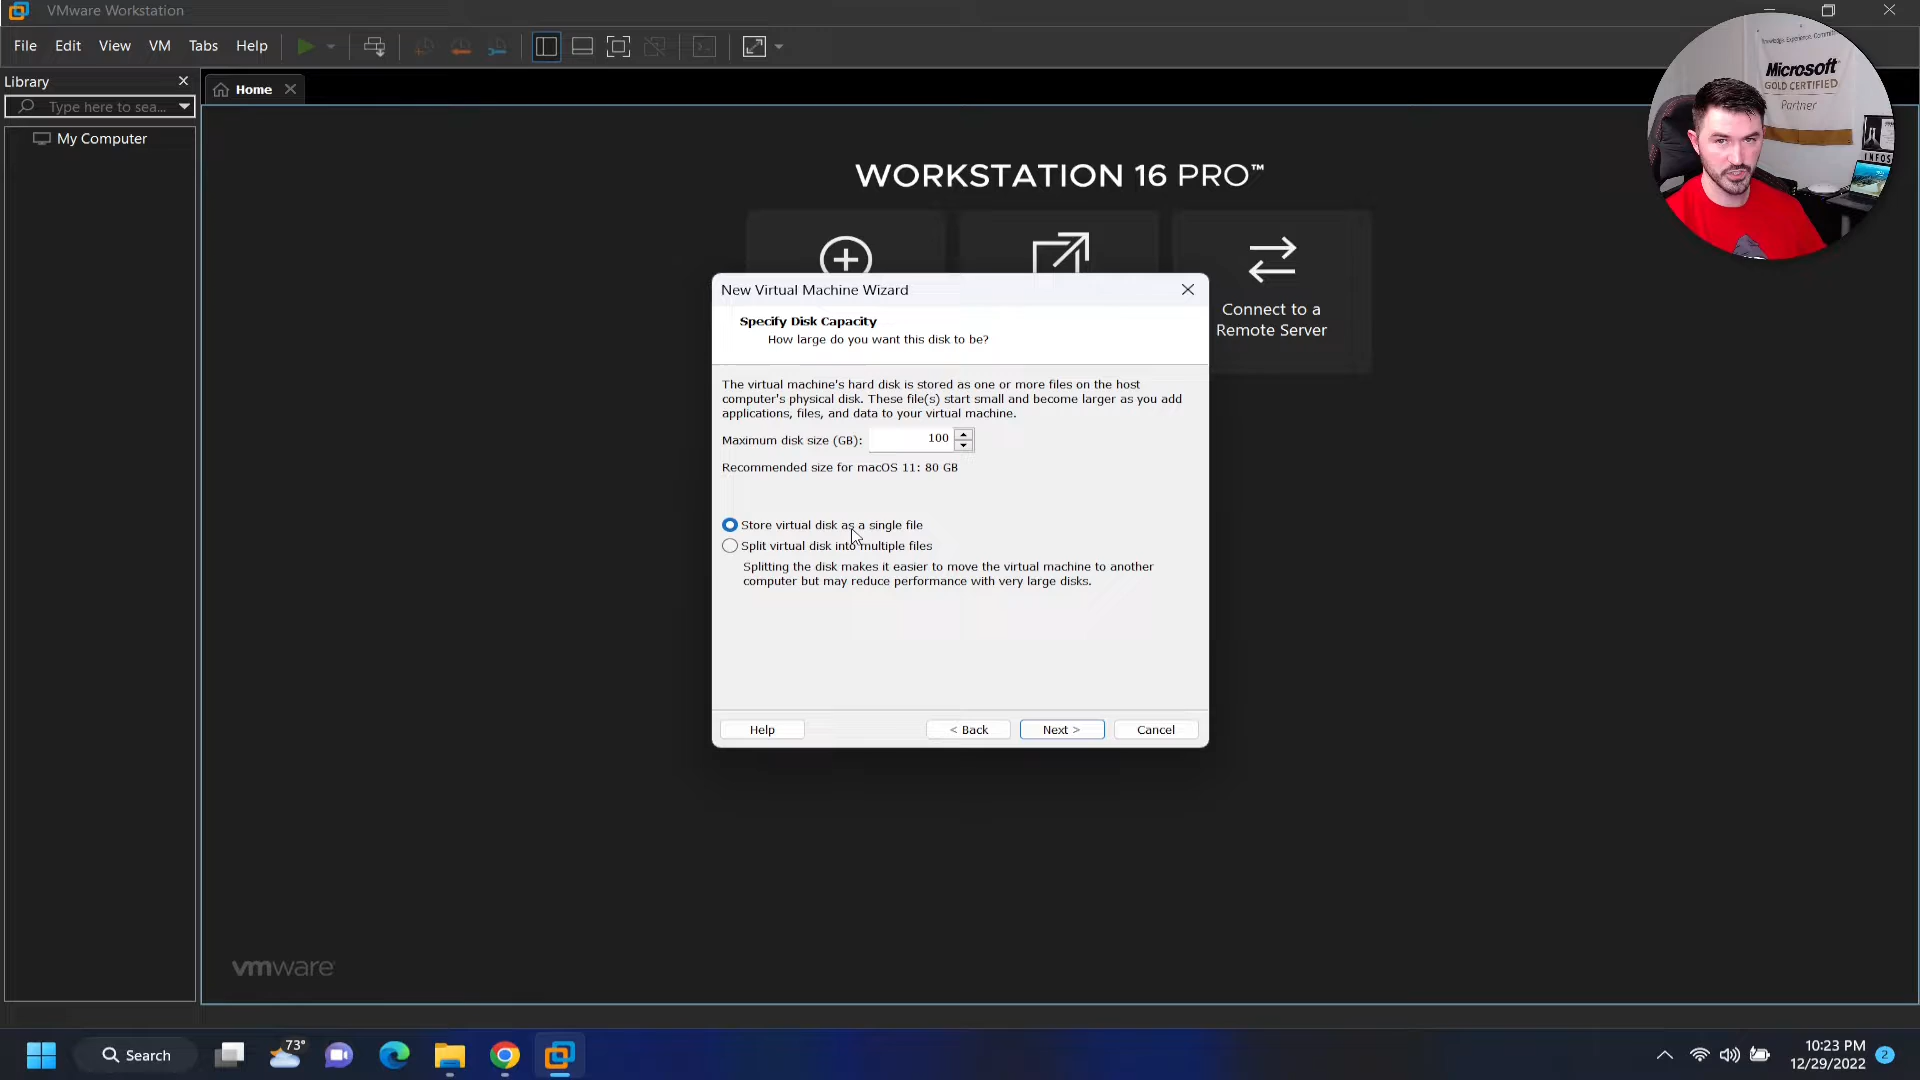 VMware Workstation
File Edit View VM Tabs Help
Library
Type here to sea...
My Computer
Home
WORKSTATION 16 PRO™
Connect to a
Remote Server
New Virtual Machine Wizard
Specify Disk Capacity
How large do you want this disk to be?
The virtual machine's hard disk is stored as one or more files on the host
computer's physical disk. These file(s) start small and become larger as you add
applications, files, and data to your virtual machine.
Maximum disk size (GB): 100
Recommended size for macOS 11: 80 GB
Store virtual disk as a single file
Split virtual disk into multiple files
Splitting the disk makes it easier to move the virtual machine to another
computer but may reduce performance with very large disks.
Help < Back Next > Cancel
vmware
Microsoft
GOLD CERTIFIED
Partner
INFOS
Search
73°
10:23 PM
12/29/2022
2